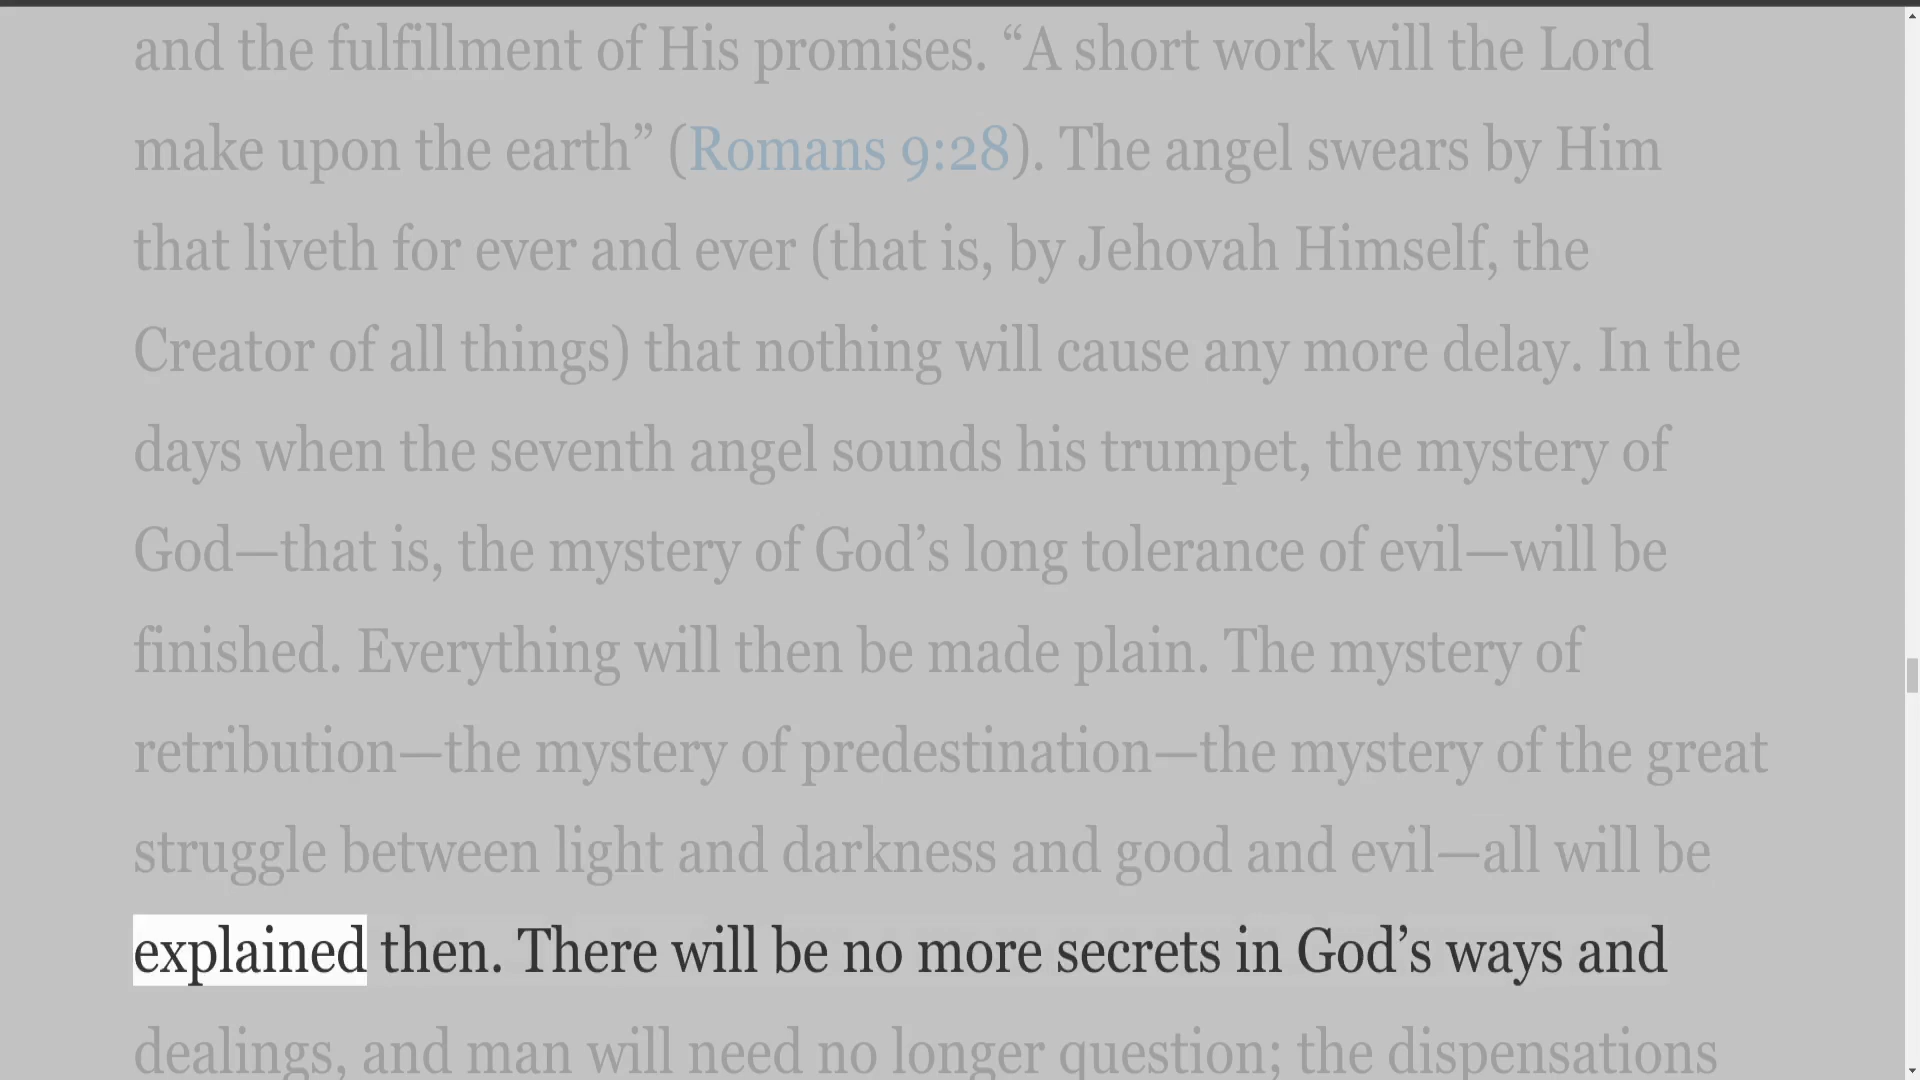 and the fulfillment of His promises. “A short work will the Lord
make upon the earth” (Romans 9:28). The angel swears by Him
that liveth for ever and ever (that is, by Jehovah Himself, the
Creator of all things) that nothing will cause any more delay. In the
days when the seventh angel sounds his trumpet, the mystery of
God—that is, the mystery of God’s long tolerance of evil—will be
finished. Everything will then be made plain. The mystery of
retribution—the mystery of predestination—the mystery of the great
struggle between light and darkness and good and evil—all will be
explained then. There will be no more secrets in God’s ways and
dealings, and man will need no longer question; the dispensations